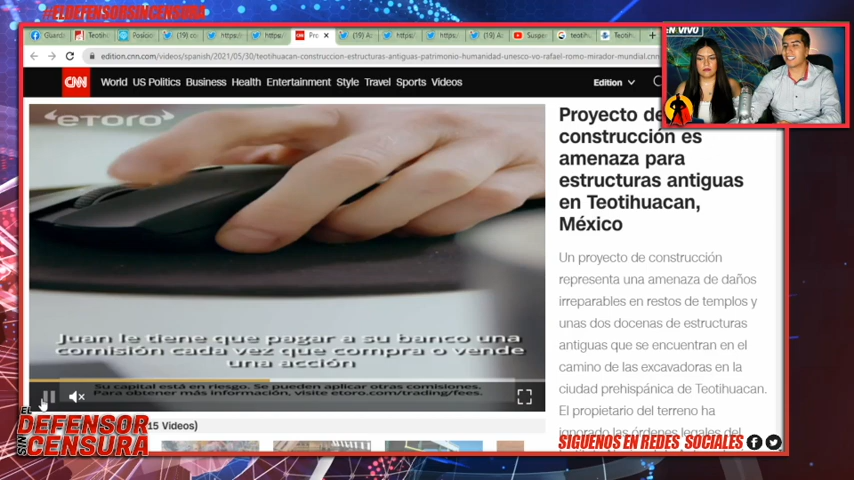 #ELDEFENSORSINCENSURA
EN VIVO
edition.cnn.com/videos/spanish/2021/05/30/teotihuacan-construccion-estructuras-antiguas-patrimonio-humanidad-unesco-vo-rafael-romo-mirador-mundial.cnn
CNN
World US Politics Business Health Entertainment Style Travel Sports Videos
Edition
'eToro'
Juan le tiene que pagar a su banco una
comisión cada vez que compra o vende
una acción
Su capital está en riesgo. Se pueden aplicar otras comisiones.
Para obtener más información, visite etoro.com/trading/fees.
15 Videos)
Proyecto de
construcción es
amenaza para
estructuras antiguas
en Teotihuacan,
México
Un proyecto de construcción
representa una amenaza de daños
irreparables en restos de templos y
unas dos docenas de estructuras
antiguas que se encuentran en el
camino de las excavadoras en la
ciudad prehispánica de Teotihuacan.
El propietario del terreno ha
ignorado las órdenes legales del
EL
DEFENSOR
SIN
CENSURA
SIGUENOS EN REDES SOCIALES